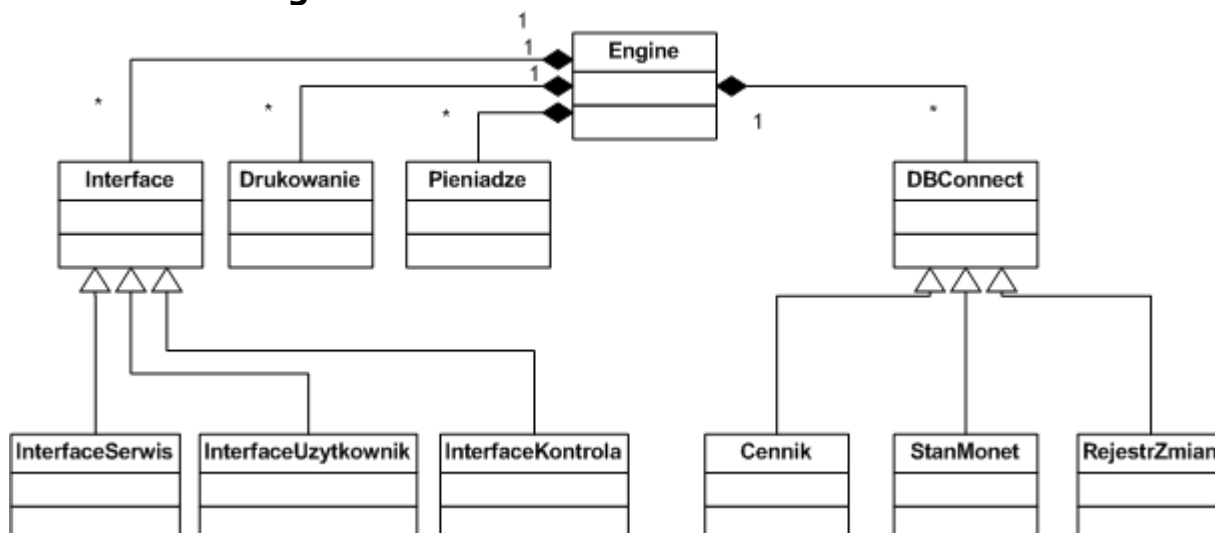 1
1
Engine
1
*
*
*
1
*
Interface
Drukowanie
Pieniadze
DBConnect
InterfaceSerwis
InterfaceUzytkownik
InterfaceKontrola
Cennik
StanMonet
RejestrZmian